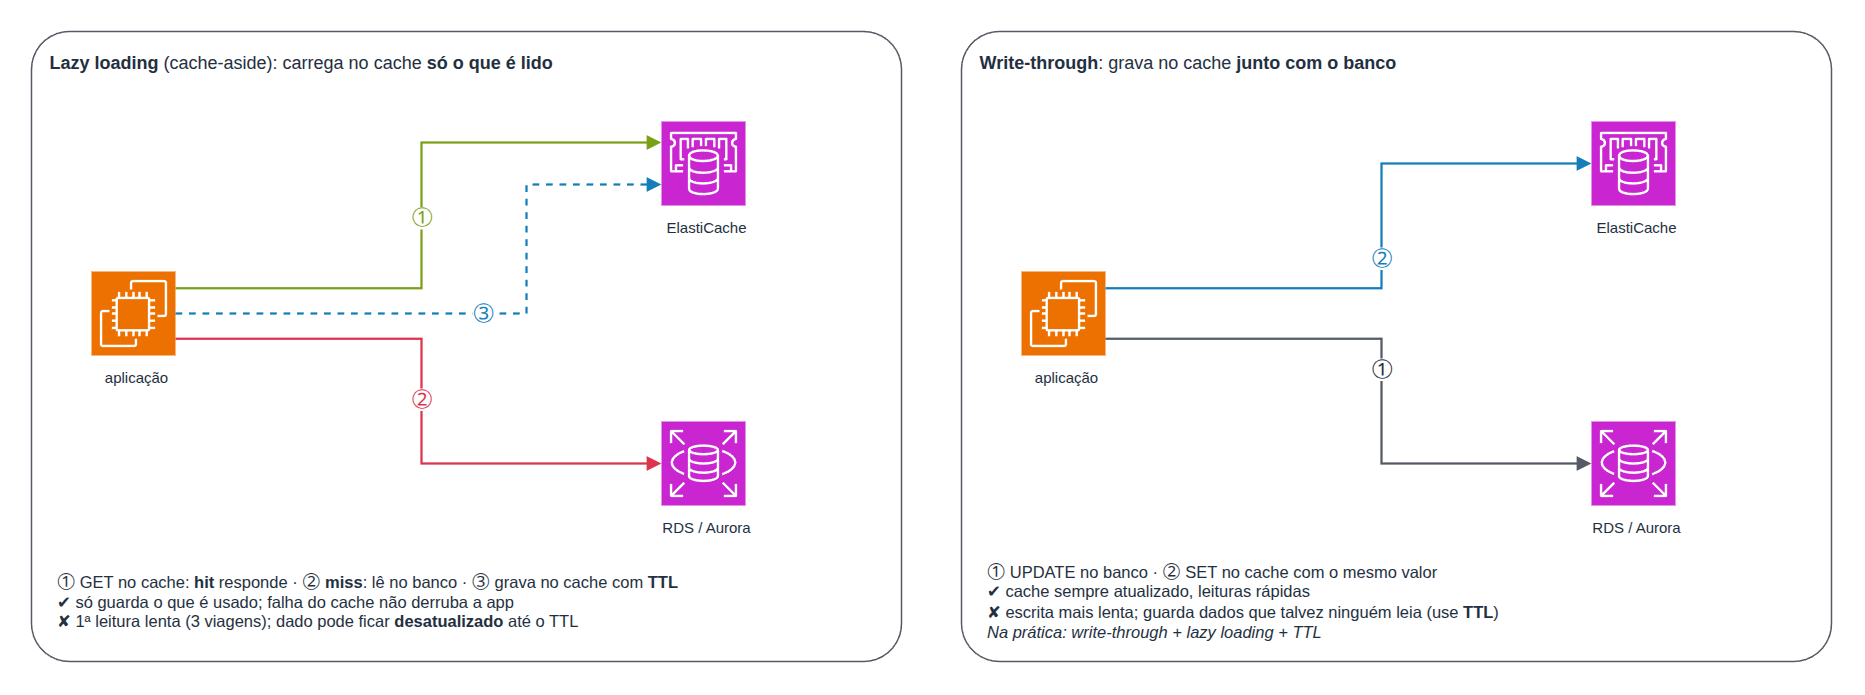 Lazy loading (cache-aside): carrega no cache só o que é lido
①
ElastiCache
③
aplicação
②
RDS / Aurora
① GET no cache: hit responde · ② miss: lê no banco · ③ grava no cache com TTL
✔ só guarda o que é usado; falha do cache não derruba a app
✘ 1ª leitura lenta (3 viagens); dado pode ficar desatualizado até o TTL
Write-through: grava no cache junto com o banco
ElastiCache
②
aplicação
①
RDS / Aurora
① UPDATE no banco · ② SET no cache com o mesmo valor
✔ cache sempre atualizado, leituras rápidas
✘ escrita mais lenta; guarda dados que talvez ninguém leia (use TTL)
Na prática: write-through + lazy loading + TTL